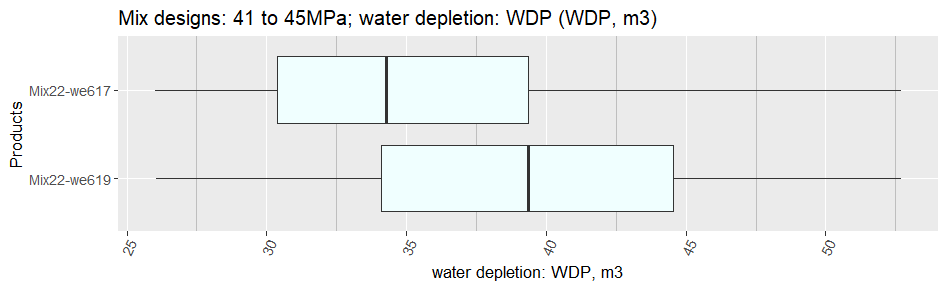 Mix designs: 41 to 45MPa; water depletion: WDP (WDP, m3)
Products
Mix22-we617
Mix22-we619
25 30 35 40 45 50
water depletion: WDP, m3